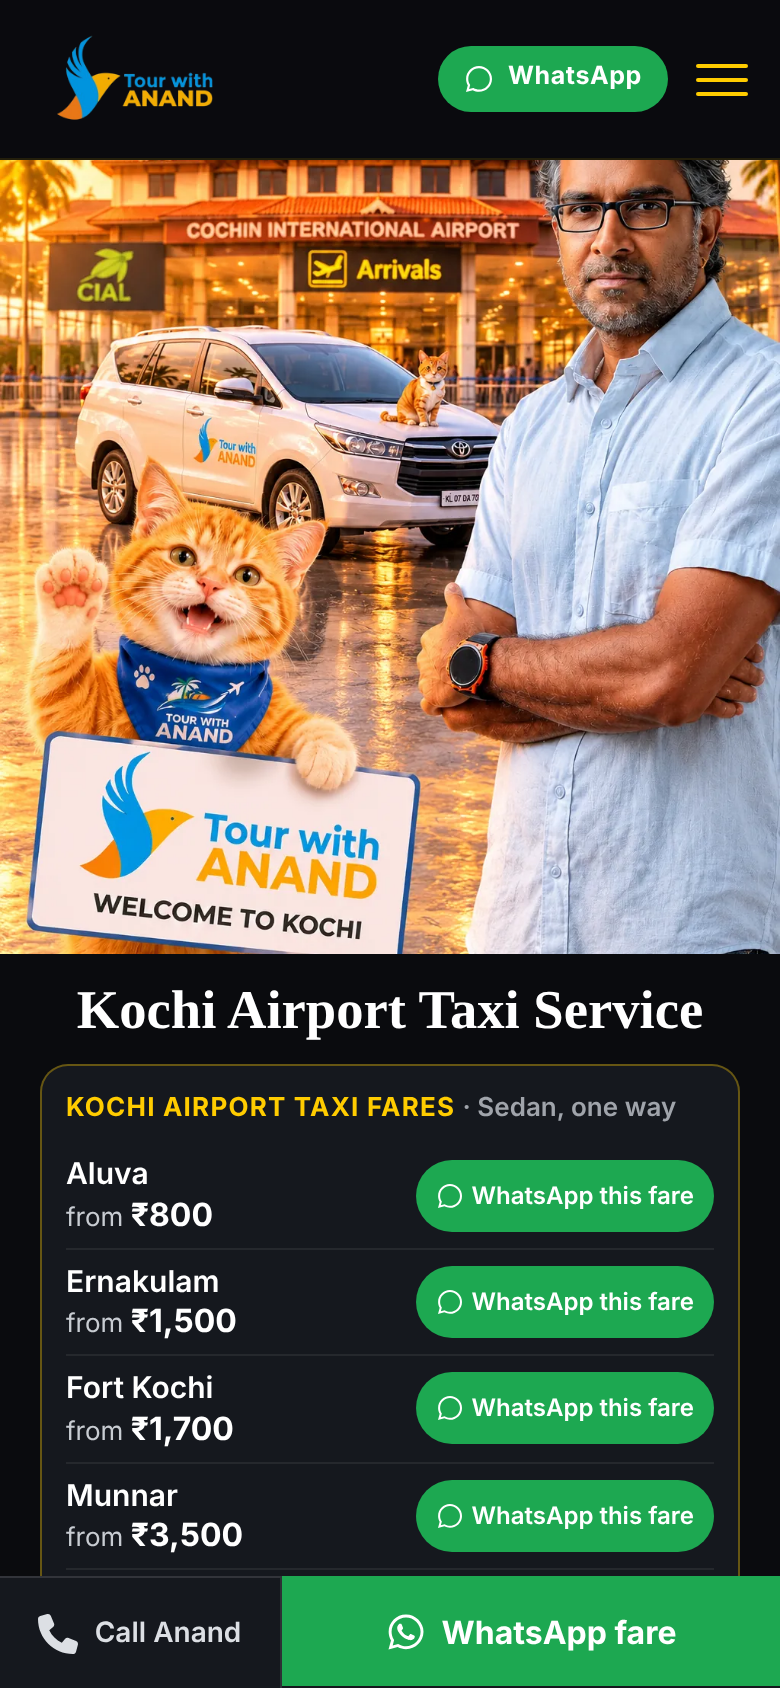 Tour with
ANAND
WhatsApp
COCHIN INTERNATIONAL AIRPORT
CIAL
Arrivals
Tour with
ANAND
TOUR WITH
ANAND
Tour with
ANAND
WELCOME TO KOCHI
Kochi Airport Taxi Service
KOCHI AIRPORT TAXI FARES · Sedan, one way
Aluva
from ₹800
WhatsApp this fare
Ernakulam
from ₹1,500
WhatsApp this fare
Fort Kochi
from ₹1,700
WhatsApp this fare
Munnar
from ₹3,500
WhatsApp this fare
Call Anand
WhatsApp fare